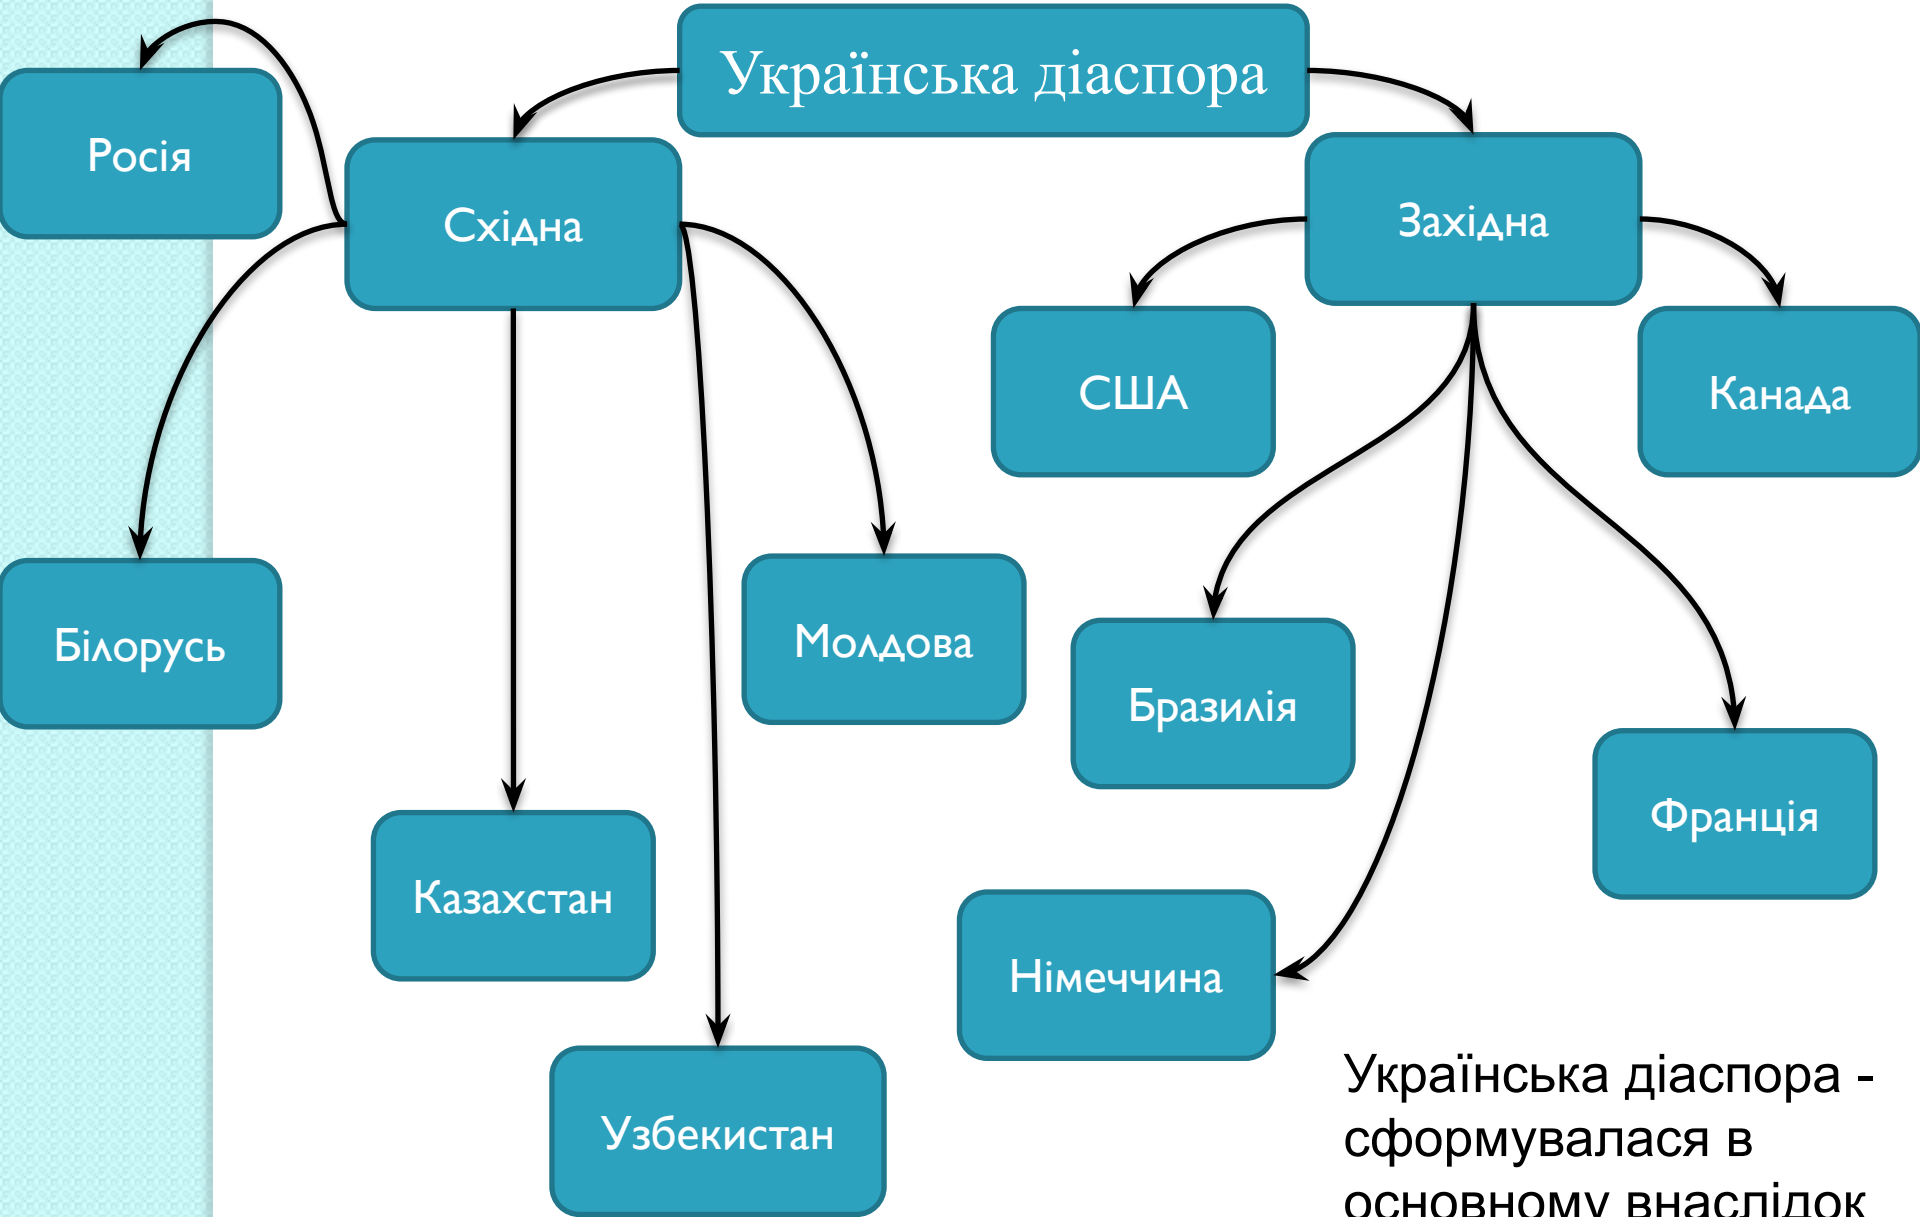 Українська діаспора
Росія
Східна
Західна
США
Канада
Білорусь
Молдова
Бразилія
Франція
Казахстан
Німеччина
Узбекистан
Українська діаспора -
сформувалася в
основному внаслідок